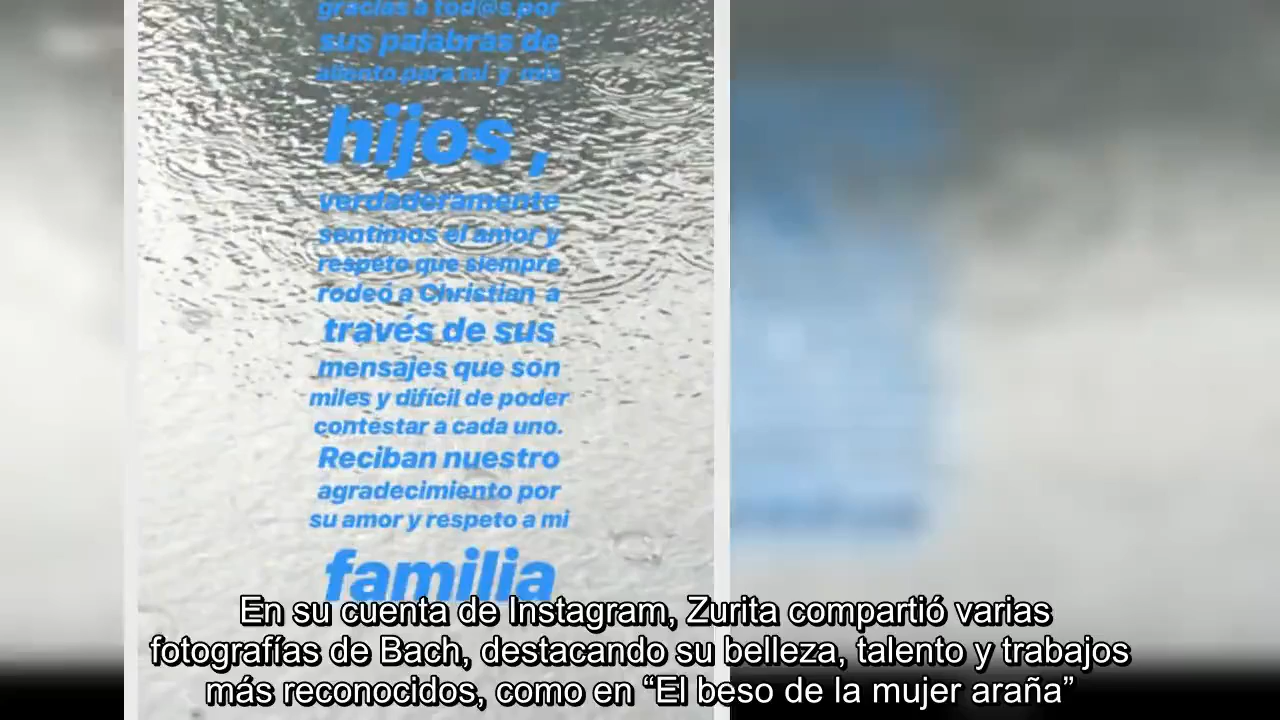 gracias a tod@s por
sus palabras de
aliento para mí y mis
hijos ,
verdaderamente
sentimos el amor y
respeto que siempre
rodeó a Christian a
través de sus
mensajes que son
miles y difícil de poder
contestar a cada uno.
Reciban nuestro
agradecimiento por
su amor y respeto a mi
familia
En su cuenta de Instagram, Zurita compartió varias
fotografías de Bach, destacando su belleza, talento y trabajos
más reconocidos, como en “El beso de la mujer araña”